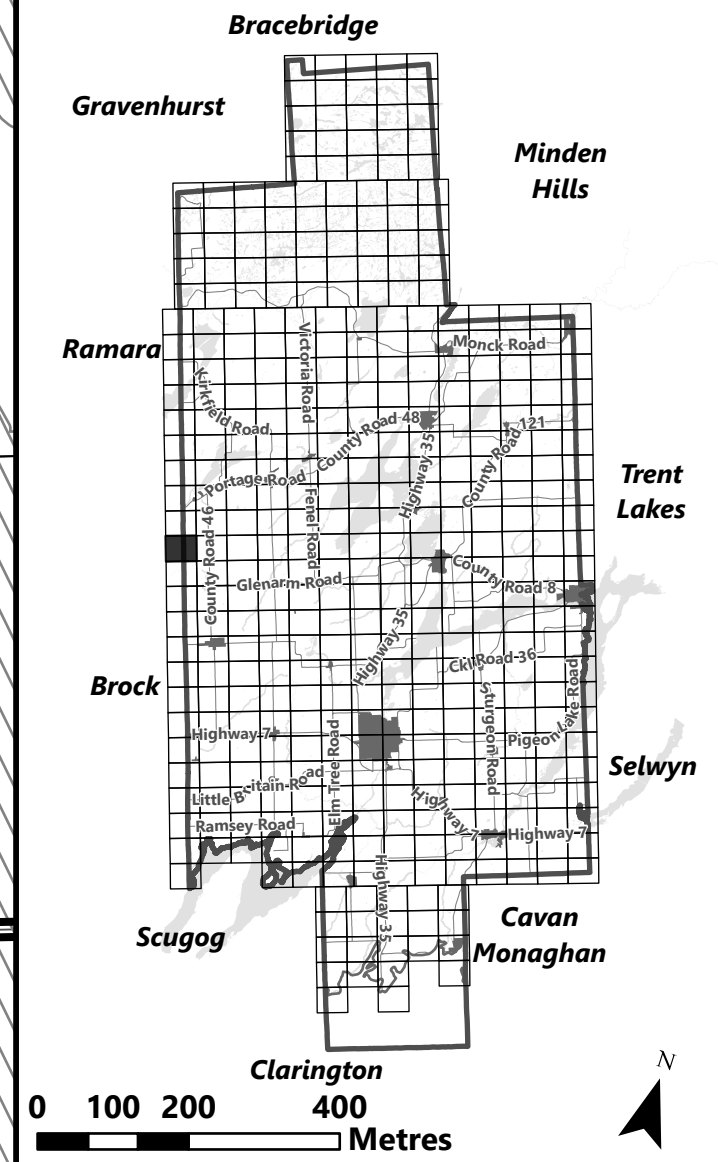 Bracebridge
Gravenhurst
Minden
Hills
Ramara
Monck Road
Victoria Road
Kirkfield Road
County Road 48
County Road 121
Highway 35
Portage Road
Trent
Lakes
Fenel Road
County Road 46
County Road 8
Glenarm Road
Highway 35
Ckl Road 36
Brock
Sturgeon Road
Pigeon Lake Road
Highway 7
Elm Tree Road
Selwyn
Little Britain Road
Highway 7
Ramsey Road
Highway 7
Highway 35
Scugog
Cavan
Monaghan
Clarington
N
0 100 200 400
Metres